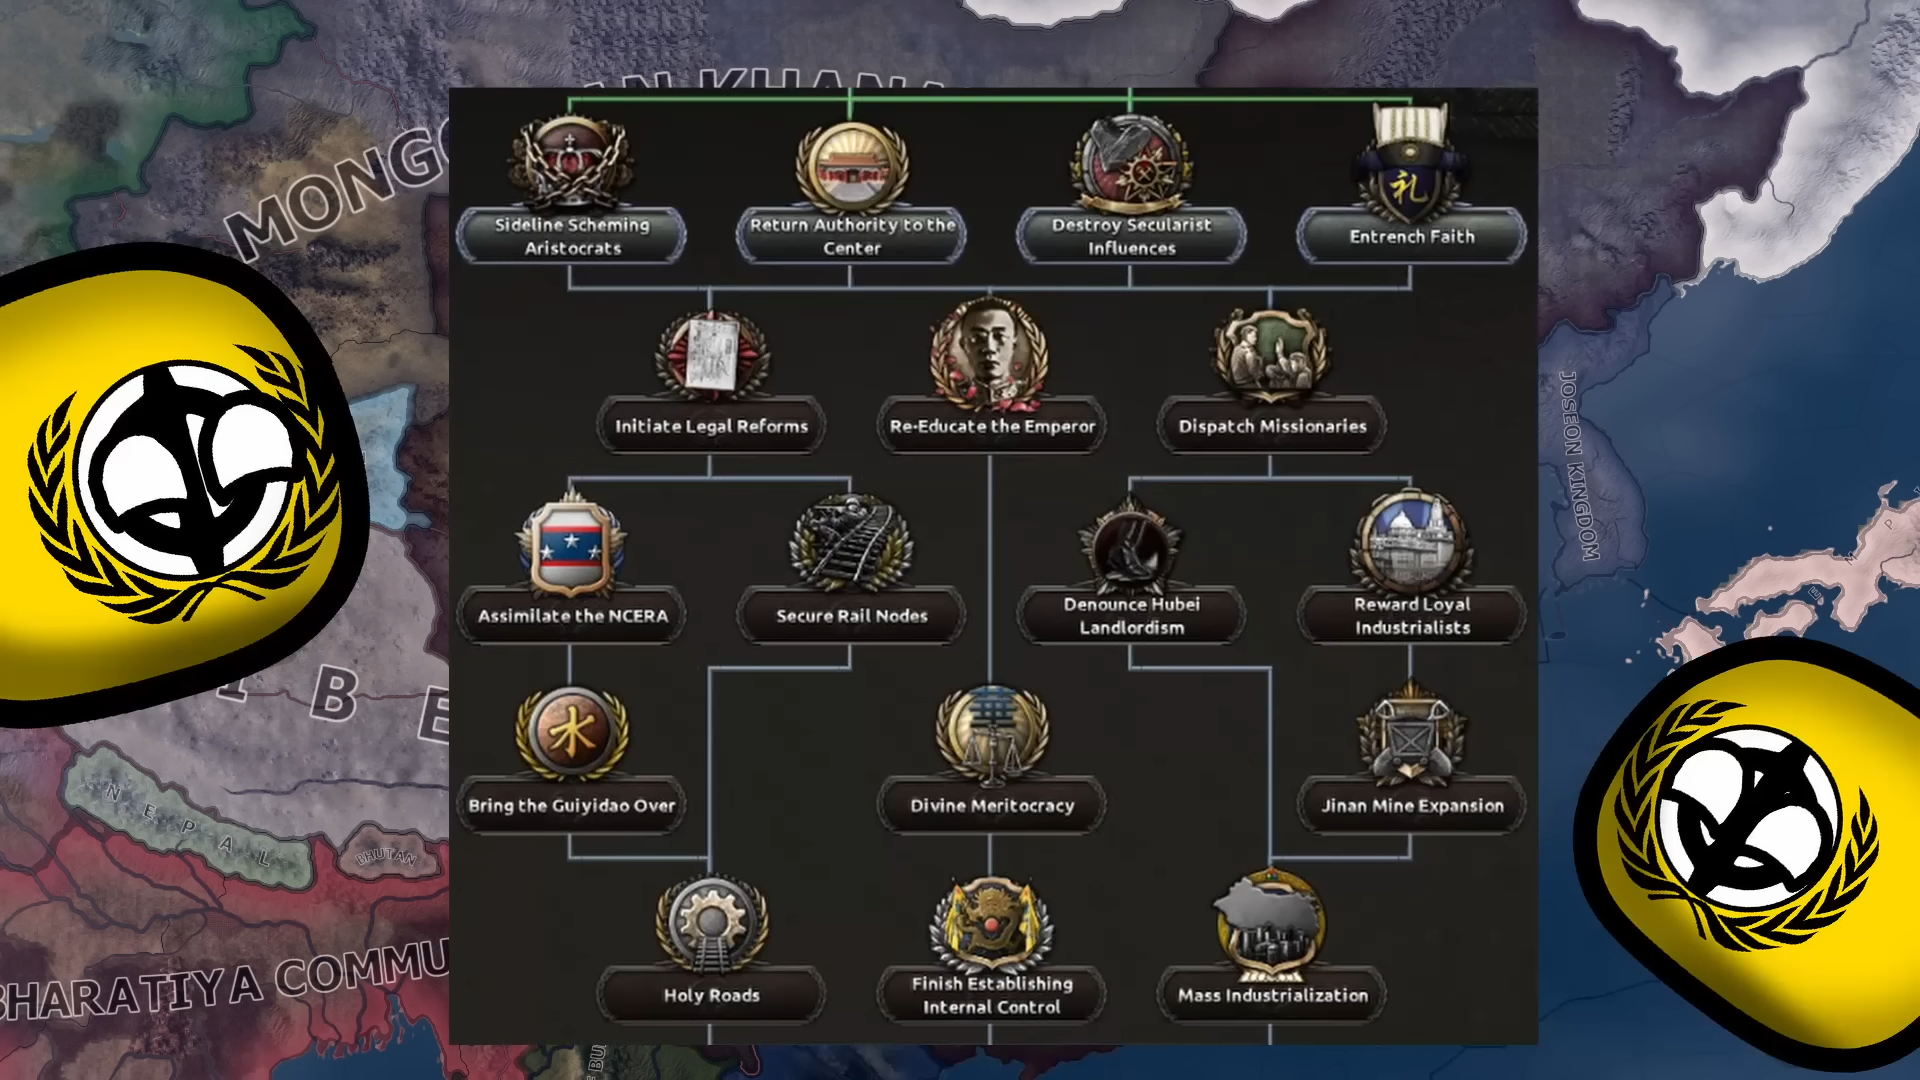 AN KHANA
MONGO
Sideline Scheming
Aristocrats
Return Authority to the
Center
Destroy Secularist
Influences
礼
Entrench Faith
Initiate Legal Reforms
Re-Educate the Emperor
Dispatch Missionaries
JOSEON KINGDOM
Assimilate the NCERA
Secure Rail Nodes
Denounce Hubei
Landlordism
Reward Loyal
Industrialists
I B E
水
Bring the Guiyidao Over
Divine Meritocracy
Jinan Mine Expansion
NEPAL
BHUTAN
BHARATIYA COMMU
Holy Roads
Finish Establishing
Internal Control
Mass Industrialization